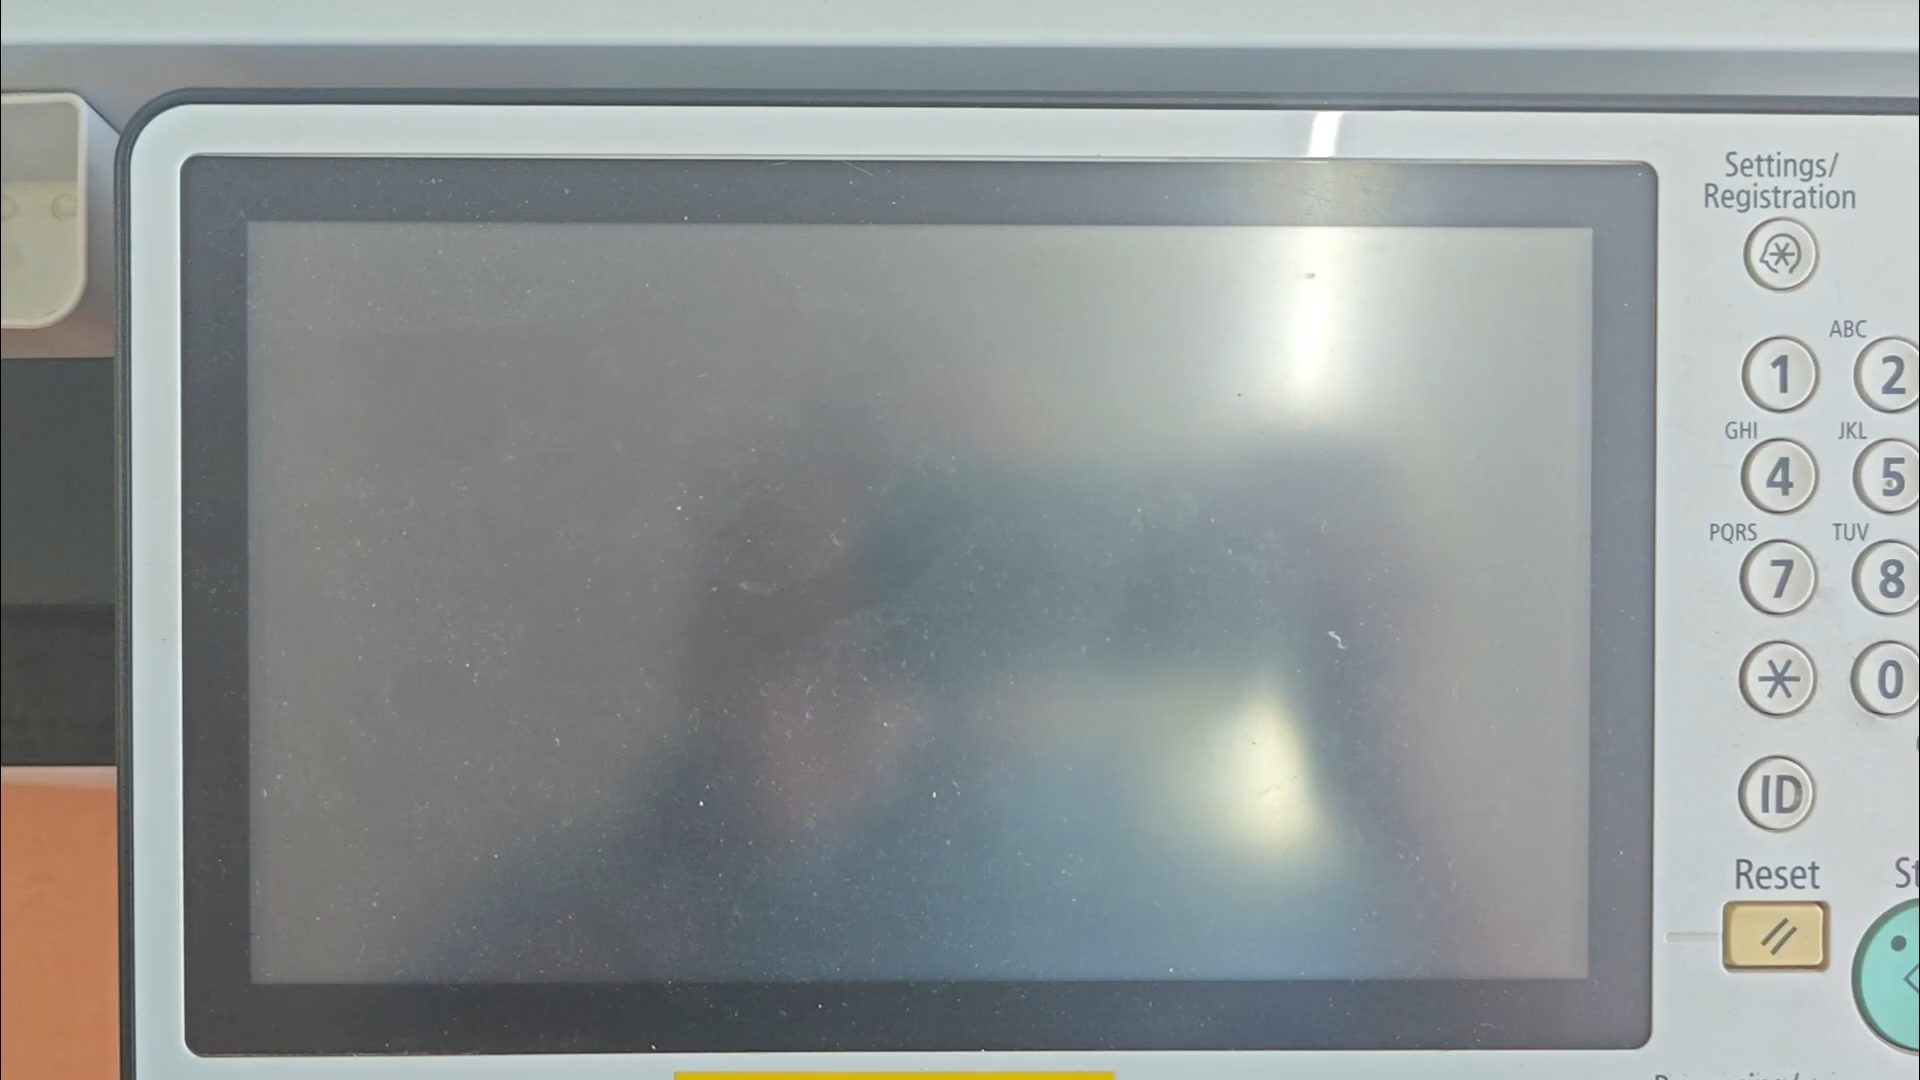 Settings/
Registration
ABC
1 2
GHI JKL
4 5
PQRS TUV
7 8
* 0
ID
Reset